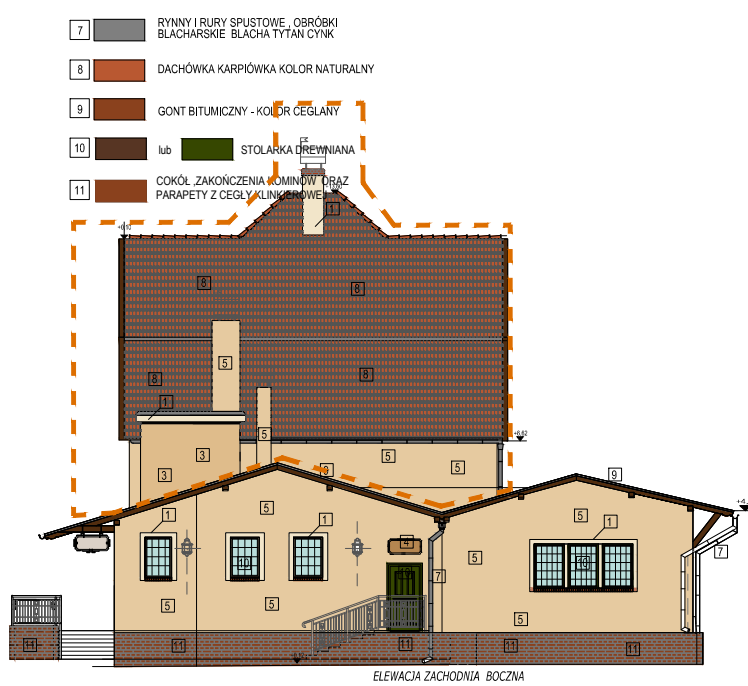 7 RYNNY I RURY SPUSTOWE , OBRÓBKI
BLACHARSKIE BLACHA TYTAN CYNK
8 DACHÓWKA KARPIÓWKA KOLOR NATURALNY
9 GONT BITUMICZNY - KOLOR CEGLANY
10 lub STOLARKA DREWNIANA
11 COKÓŁ ,ZAKOŃCZENIA KOMINÓW ORAZ
PARAPETY Z CEGŁY KLINKIEROWEJ
1
8 8
5
8 8
1
5
3 5
3 9 5
9
5 5
1 1 1
4
10 10
7 7
5
5 5 5
11 11 11 11 11
+6,62
ELEWACJA ZACHODNIA BOCZNA